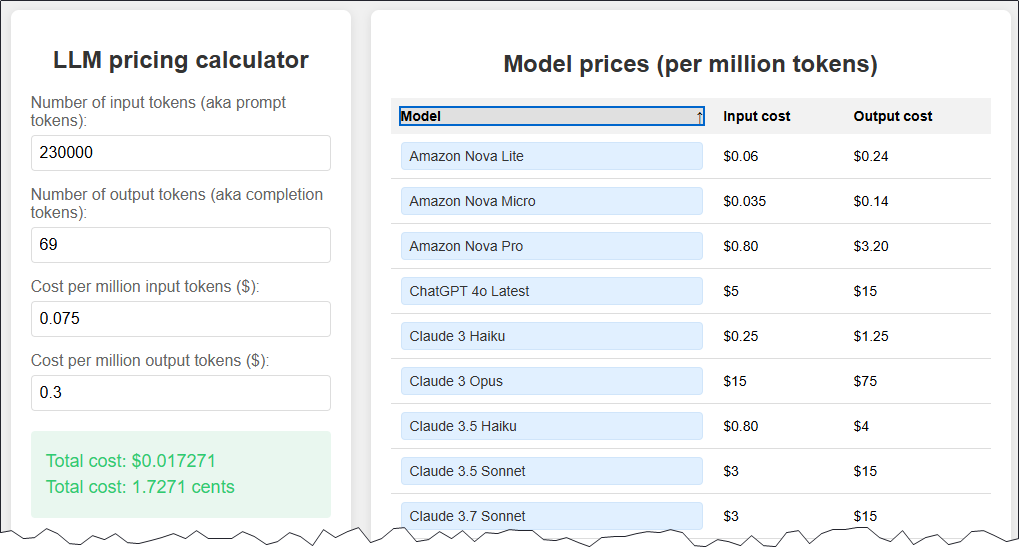 LLM pricing calculator
Number of input tokens (aka prompt
tokens):
230000
Number of output tokens (aka completion
tokens):
69
Cost per million input tokens ($):
0.075
Cost per million output tokens ($):
0.3
Total cost: $0.017271
Total cost: 1.7271 cents
Model prices (per million tokens)
Model ↑ Input cost Output cost
Amazon Nova Lite $0.06 $0.24
Amazon Nova Micro $0.035 $0.14
Amazon Nova Pro $0.80 $3.20
ChatGPT 4o Latest $5 $15
Claude 3 Haiku $0.25 $1.25
Claude 3 Opus $15 $75
Claude 3.5 Haiku $0.80 $4
Claude 3.5 Sonnet $3 $15
Claude 3.7 Sonnet $3 $15